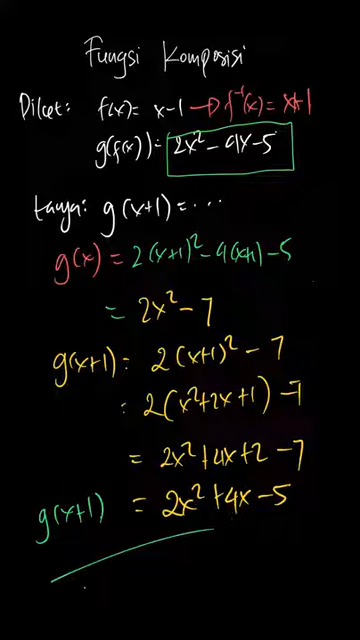 Fungsi Komposisi
Diket: f(x) = x-1 → f⁻¹(x) = x+1
g(f(x)) = 2x² - 4x - 5
tanya: g(x+1) = ...
g(x) = 2(x+1)² - 4(x+1) - 5
= 2x² - 7
g(x+1) = 2(x+1)² - 7
= 2(x²+2x+1) - 7
= 2x²+4x+2 - 7
g(x+1) = 2x² +4x - 5